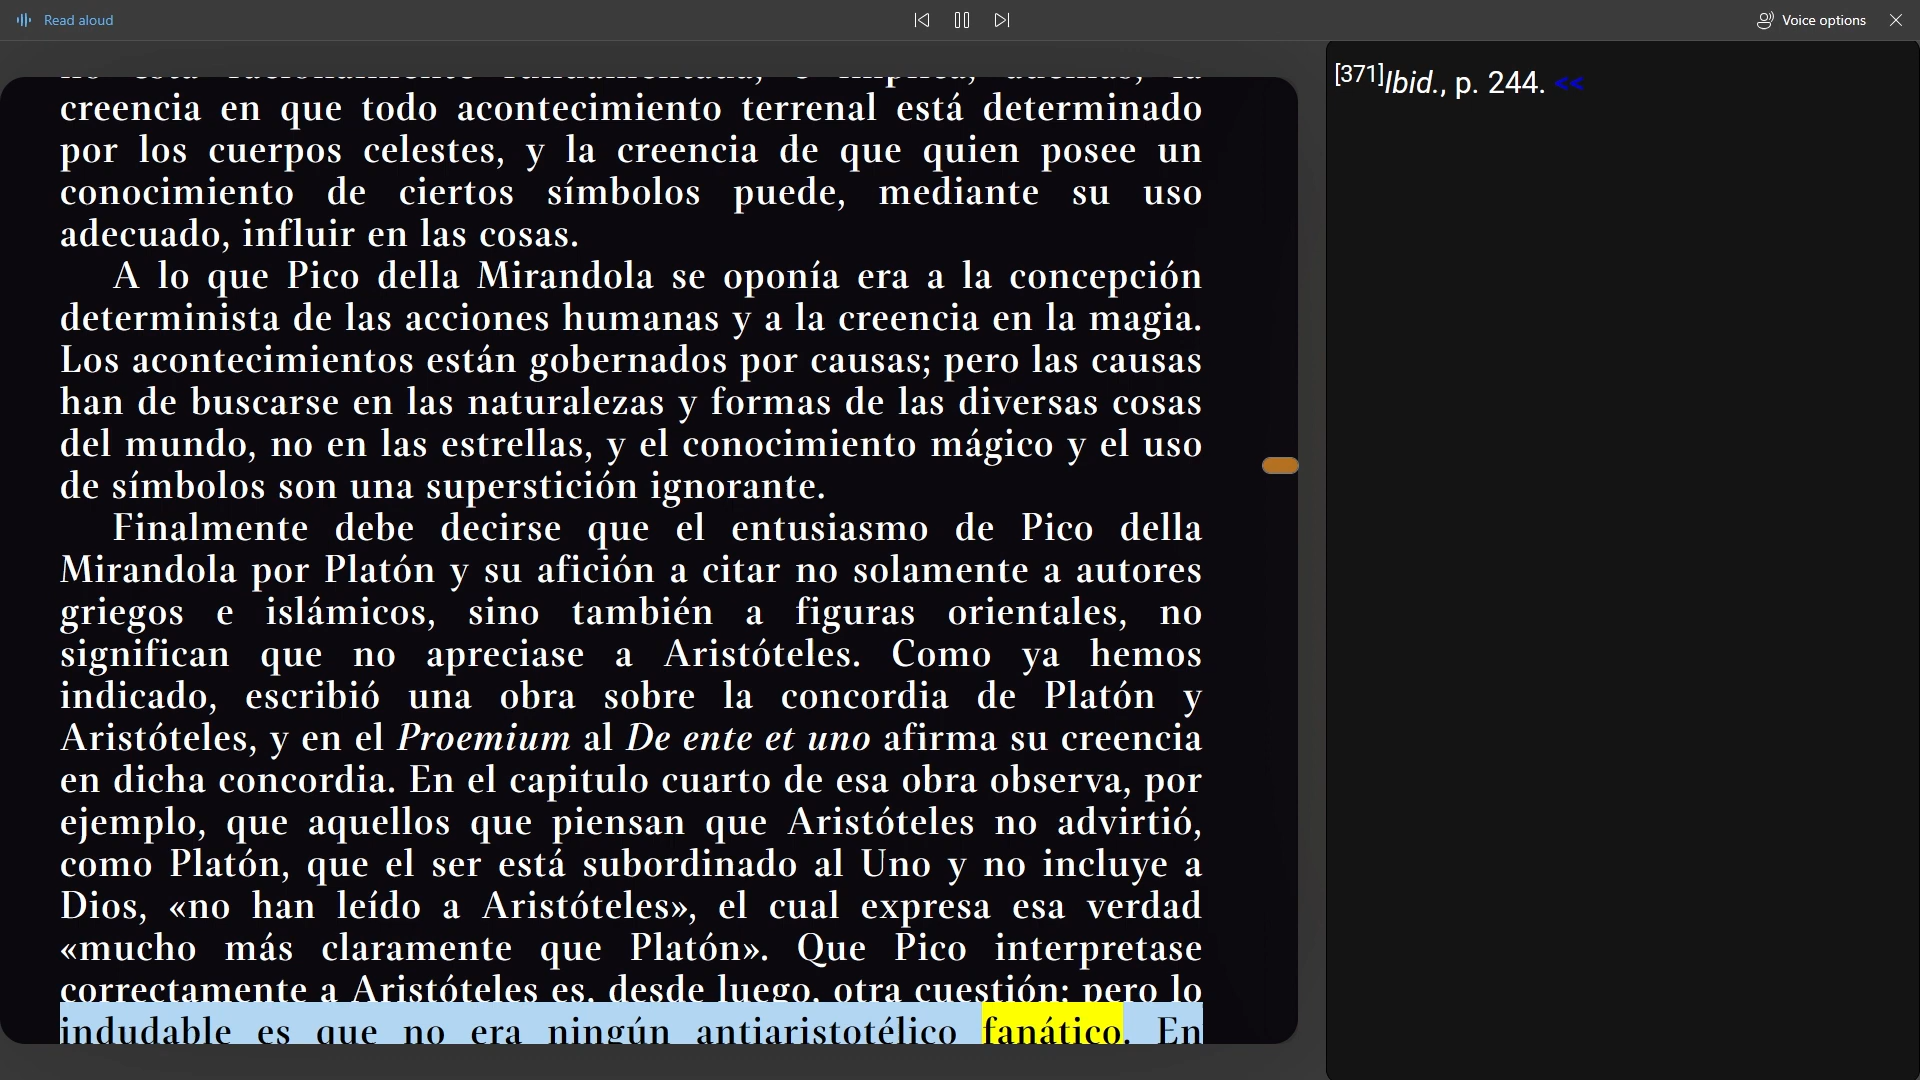 Read aloud
Voice options
creencia en que todo acontecimiento terrenal está determinado
por los cuerpos celestes, y la creencia de que quien posee un
conocimiento de ciertos símbolos puede, mediante su uso
adecuado, influir en las cosas.
A lo que Pico della Mirandola se oponía era a la concepción
determinista de las acciones humanas y a la creencia en la magia.
Los acontecimientos están gobernados por causas; pero las causas
han de buscarse en las naturalezas y formas de las diversas cosas
del mundo, no en las estrellas, y el conocimiento mágico y el uso
de símbolos son una superstición ignorante.
Finalmente debe decirse que el entusiasmo de Pico della
Mirandola por Platón y su afición a citar no solamente a autores
griegos e islámicos, sino también a figuras orientales, no
significan que no apreciase a Aristóteles. Como ya hemos
indicado, escribió una obra sobre la concordia de Platón y
Aristóteles, y en el Proemium al De ente et uno afirma su creencia
en dicha concordia. En el capitulo cuarto de esa obra observa, por
ejemplo, que aquellos que piensan que Aristóteles no advirtió,
como Platón, que el ser está subordinado al Uno y no incluye a
Dios, «no han leído a Aristóteles», el cual expresa esa verdad
«mucho más claramente que Platón». Que Pico interpretase
correctamente a Aristóteles es, desde luego, otra cuestión; pero lo
indudable es que no era ningún antiaristotélico fanático. En
[371]Ibid., p. 244. <<